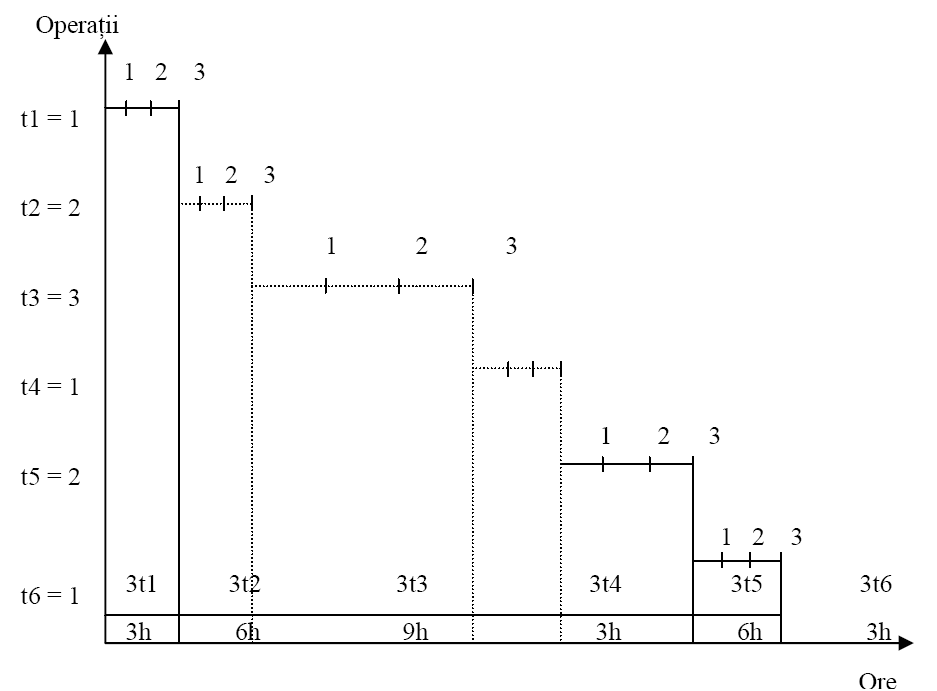 Operații
1 2 3
t1 = 1
1 2 3
t2 = 2
1 2 3
t3 = 3
t4 = 1
1 2 3
t5 = 2
1 2 3
t6 = 1 3t1 3t2 3t3 3t4 3t5 3t6
3h 6h 9h 3h 6h 3h
Ore